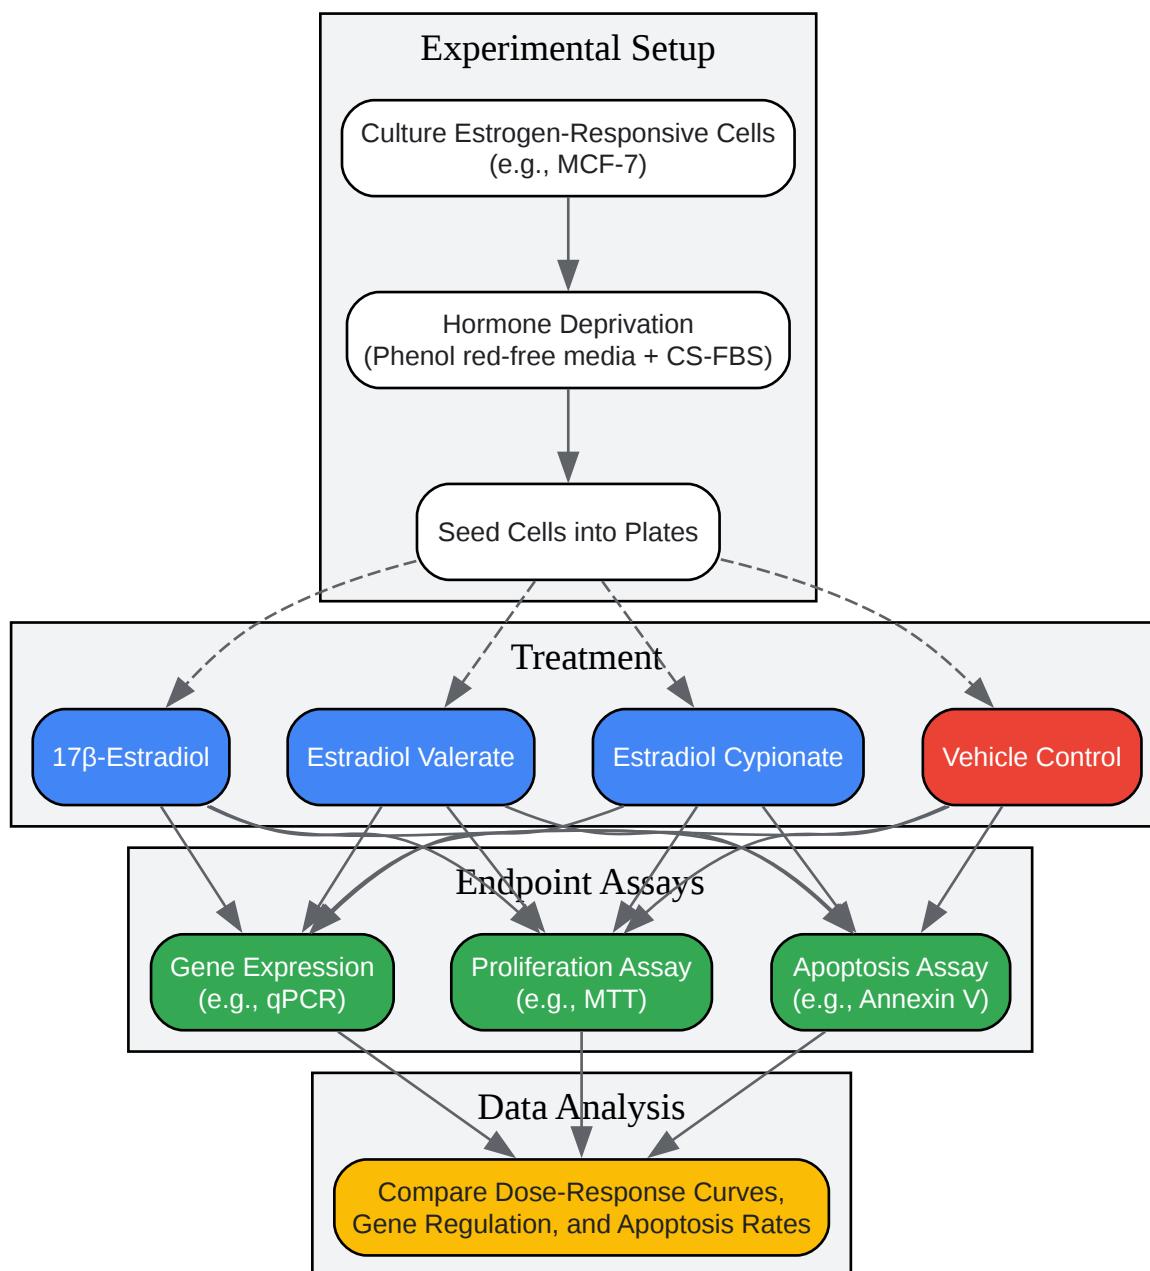 Experimental Setup
Culture Estrogen-Responsive Cells
(e.g., MCF-7)
Hormone Deprivation
(Phenol red-free media + CS-FBS)
Seed Cells into Plates
Treatment
17β-Estradiol
Estradiol Valerate
Estradiol Cypionate
Vehicle Control
Endpoint Assays
Gene Expression
(e.g., qPCR)
Proliferation Assay
(e.g., MTT)
Apoptosis Assay
(e.g., Annexin V)
Data Analysis
Compare Dose-Response Curves,
Gene Regulation, and Apoptosis Rates